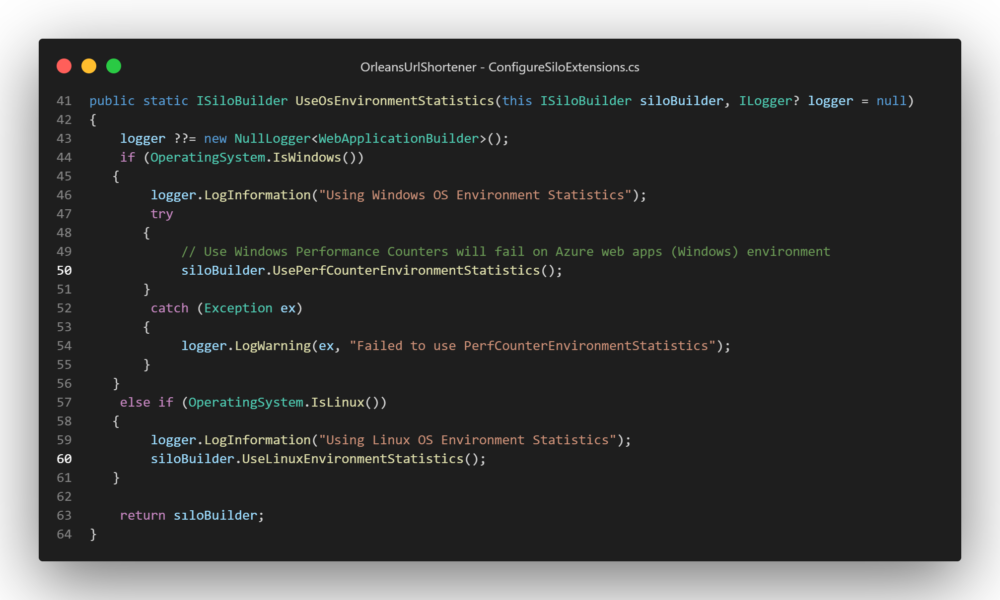 OrleansUrlShortener - ConfigureSiloExtensions.cs
41 public static ISiloBuilder UseOsEnvironmentStatistics(this ISiloBuilder siloBuilder, ILogger? logger = null)
42 {
43     logger ??= new NullLogger<WebApplicationBuilder>();
44     if (OperatingSystem.IsWindows())
45    {
46         logger.LogInformation("Using Windows OS Environment Statistics");
47         try
48        {
49             // Use Windows Performance Counters will fail on Azure web apps (Windows) environment
50             siloBuilder.UsePerfCounterEnvironmentStatistics();
51        }
52         catch (Exception ex)
53        {
54             logger.LogWarning(ex, "Failed to use PerfCounterEnvironmentStatistics");
55        }
56    }
57     else if (OperatingSystem.IsLinux())
58    {
59         logger.LogInformation("Using Linux OS Environment Statistics");
60         siloBuilder.UseLinuxEnvironmentStatistics();
61    }
62
63     return sıloBuilder;
64 }